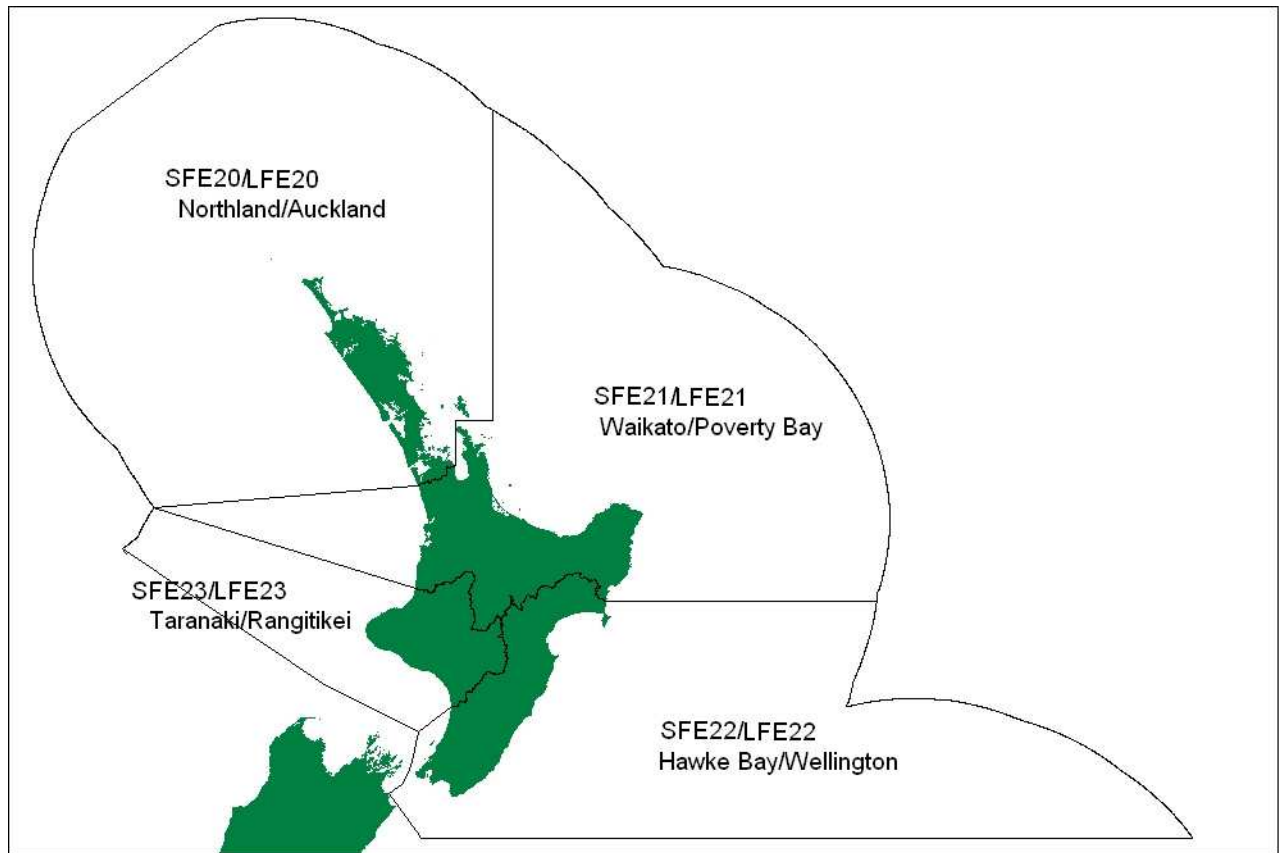 SFE20/LFE20
Northland/Auckland
SFE21/LFE21
Waikato/Poverty Bay
SFE23/LFE23
Taranaki/Rangitikei
SFE22/LFE22
Hawke Bay/Wellington